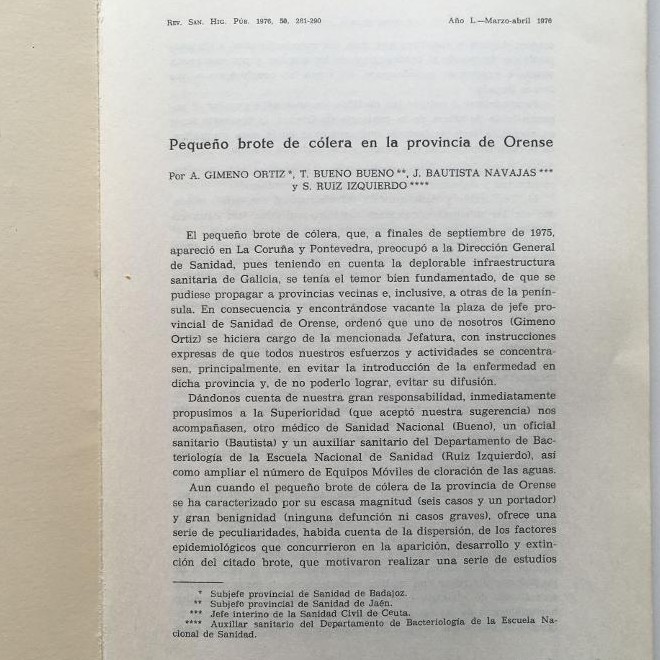 Rev. San. Hig. Púb. 1976, 50, 281-290 Año L.—Marzo-abril 1976
Pequeño brote de cólera en la provincia de Orense
Por A. GIMENO ORTIZ *, T. BUENO BUENO **, J. BAUTISTA NAVAJAS ***
y S. RUIZ IZQUIERDO ****
El pequeño brote de cólera, que, a finales de septiembre de 1975,
apareció en La Coruña y Pontevedra, preocupó a la Dirección General
de Sanidad, pues teniendo en cuenta la deplorable infraestructura
sanitaria de Galicia, se tenía el temor bien fundamentado, de que se
pudiese propagar a provincias vecinas e, inclusive, a otras de la penín-
sula. En consecuencia y encontrándose vacante la plaza de jefe pro-
vincial de Sanidad de Orense, ordenó que uno de nosotros (Gimeno
Ortiz) se hiciera cargo de la mencionada Jefatura, con instrucciones
expresas de que todos nuestros esfuerzos y actividades se concentra-
sen, principalmente, en evitar la introducción de la enfermedad en
dicha provincia y, de no poderlo lograr, evitar su difusión.
Dándonos cuenta de nuestra gran responsabilidad, inmediatamente
propusimos a la Superioridad (que aceptó nuestra sugerencia) nos
acompañasen, otro médico de Sanidad Nacional (Bueno), un oficial
sanitario (Bautista) y un auxiliar sanitario del Departamento de Bac-
teriología de la Escuela Nacional de Sanidad (Ruiz Izquierdo), así
como ampliar el número de Equipos Móviles de cloración de las aguas.
Aun cuando el pequeño brote de cólera de la provincia de Orense
se ha caracterizado por su escasa magnitud (seis casos y un portador)
y gran benignidad (ninguna defunción ni casos graves), ofrece una
serie de peculiaridades, habida cuenta de la dispersión, de los factores
epidemiológicos que concurrieron en la aparición, desarrollo y extin-
ción del citado brote, que motivaron realizar una serie de estudios
* Subjefe provincial de Sanidad de Badajoz.
** Subjefe provincial de Sanidad de Jaén.
*** Jefe interino de la Sanidad Civil de Ceuta.
**** Auxiliar sanitario del Departamento de Bacteriología de la Escuela Na-
cional de Sanidad.